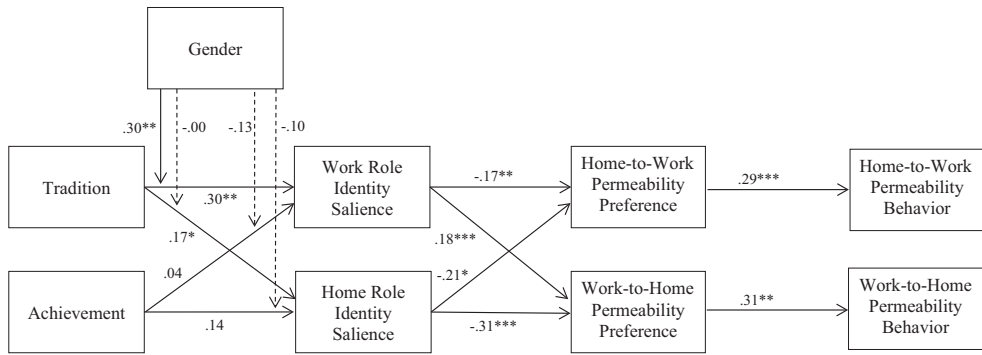 Gender
.30**
-.00
-.13
-.10
Tradition
Work Role
Identity
Salience
Home-to-Work
Permeability
Preference
Home-to-Work
Permeability
Behavior
.30**
-.17**
.29***
.17*
.18***
.04
-.21*
Achievement
Home Role
Identity
Salience
Work-to-Home
Permeability
Preference
Work-to-Home
Permeability
Behavior
.14
-.31***
.31**